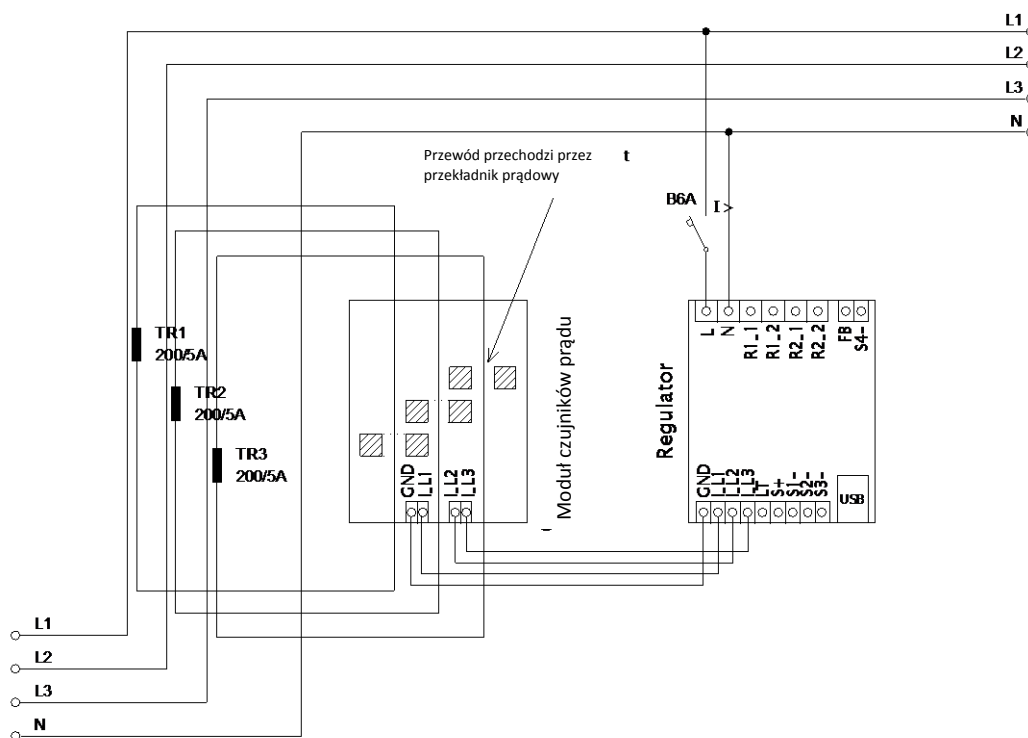 L1
L2
L3
N
Przewód przechodzi przez
przekładnik prądowy
t
B6A
I >
TR1
200/5A
TR2
200/5A
TR3
200/5A
Moduł czujników prądu
GND
I_L1
I_L2
I_L3
Regulator
L
N
R1_1
R1_2
R2_1
R2_2
FB
S4-
GND
I_L1
I_L2
I_L3
LT
S+
S1-
S2-
S3-
USB
L1
L2
L3
N